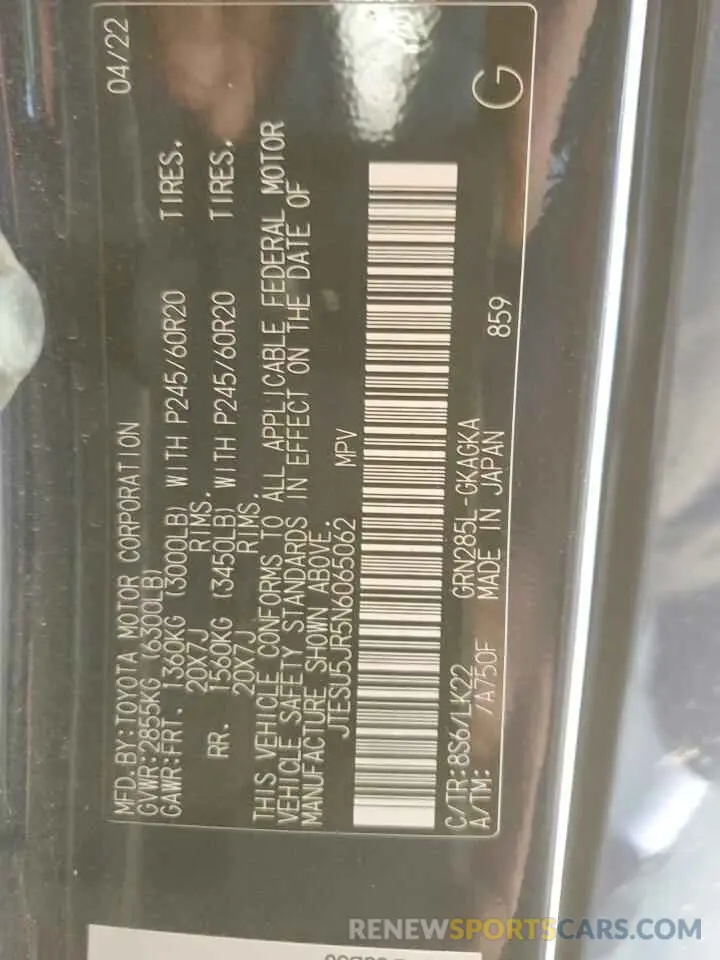 MFD.BY:TOYOTA MOTOR CORPORATION 04/22
GVWR:2855KG (6300LB)
GAWR:FRT. 1360KG (3000LB) WITH P245/60R20 TIRES.
20X7J RIMS.
RR. 1560KG (3450LB) WITH P245/60R20 TIRES.
20X7J RIMS.
THIS VEHICLE CONFORMS TO ALL APPLICABLE FEDERAL MOTOR
VEHICLE SAFETY STANDARDS IN EFFECT ON THE DATE OF
MANUFACTURE SHOWN ABOVE.
JTESU5JR5N6065062 MPV
C/TR:8S6/LK22 GRN285L-GKAGKA
A/TM: /A750F MADE IN JAPAN 859 G
RENEWSPORTSCARS.COM